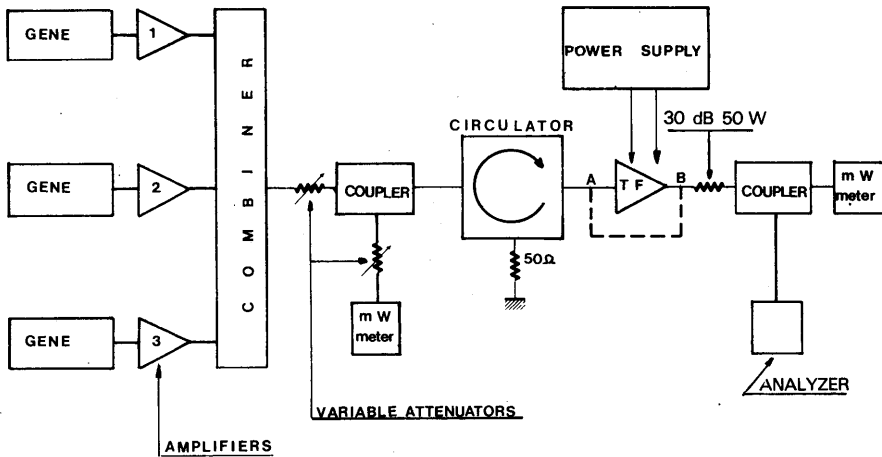 GENE
1
GENE
2
GENE
3
COMBINER
AMPLIFIERS
VARIABLE ATTENUATORS
COUPLER
m W
meter
CIRCULATOR
50Ω
POWER SUPPLY
A
TF
B
30 dB 50 W
COUPLER
m W
meter
ANALYZER